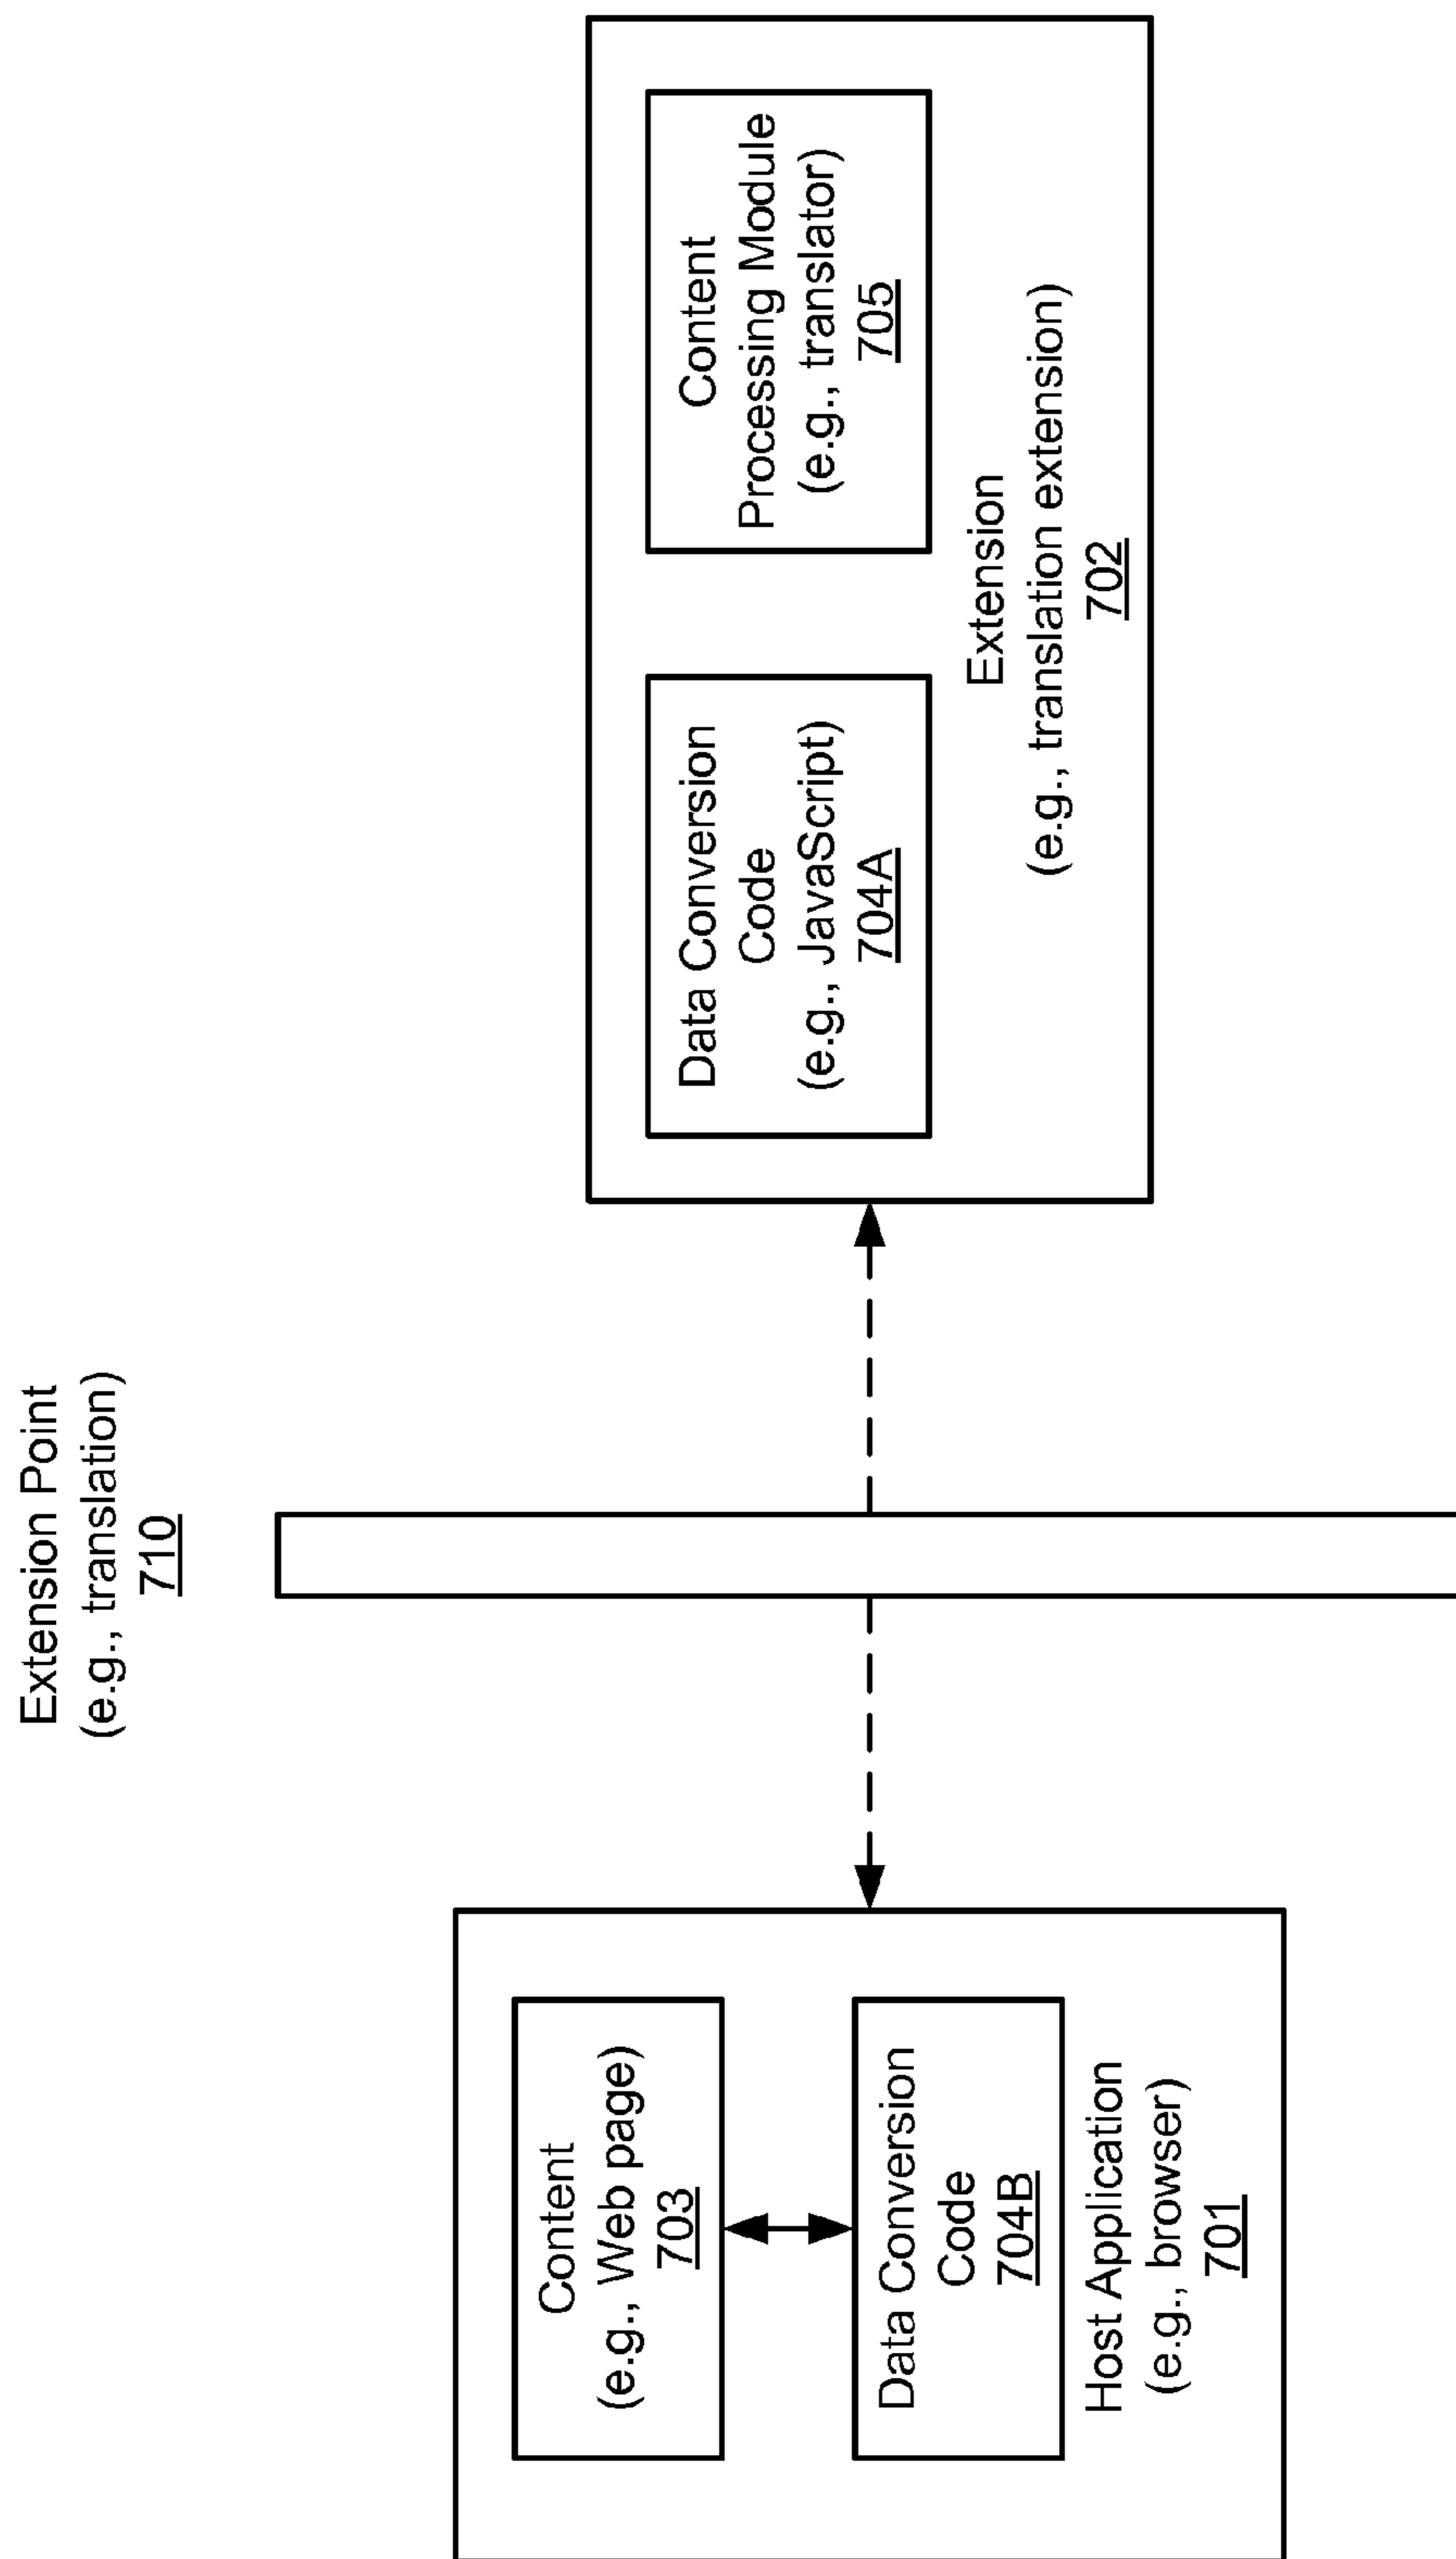 Extension Point
(e.g., translation)
710
Content
(e.g., Web page)
703
Data Conversion
Code
704B
Host Application
(e.g., browser)
701
Data Conversion
Code
(e.g., JavaScript)
704A
Content
Processing Module
(e.g., translator)
705
Extension
(e.g., translation extension)
702